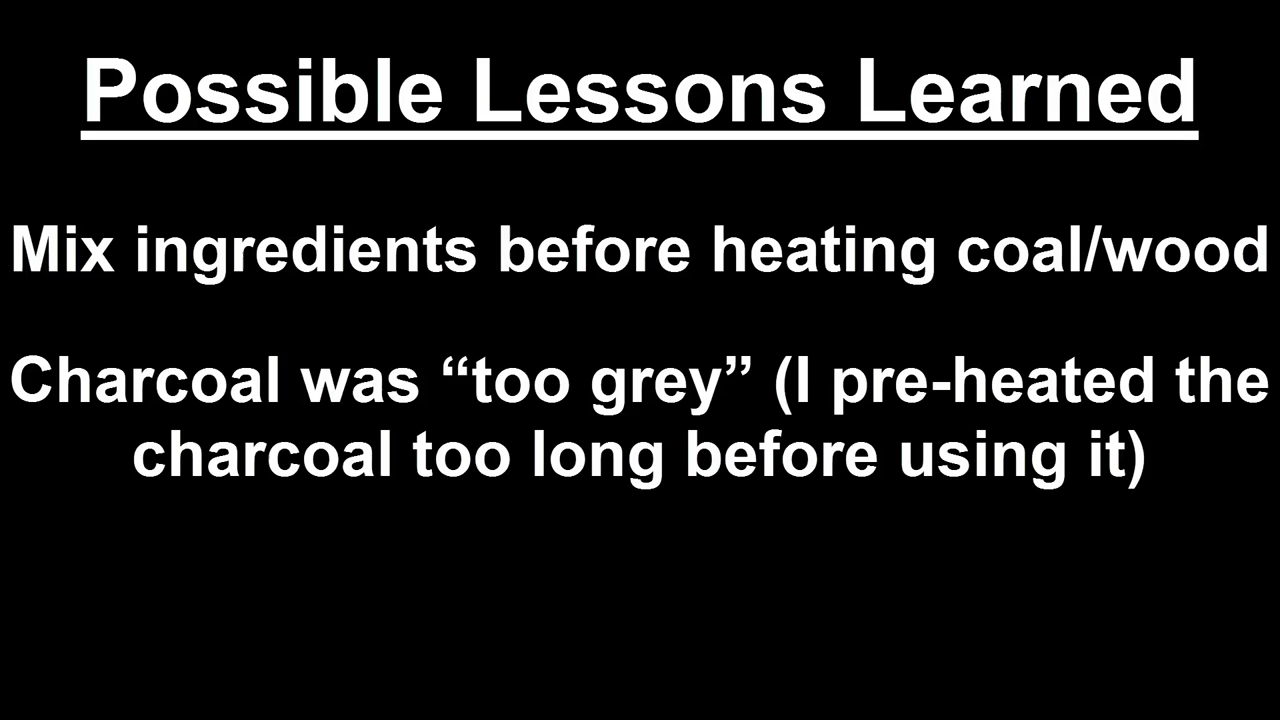 Possible Lessons Learned
Mix ingredients before heating coal/wood
Charcoal was “too grey” (I pre-heated the
charcoal too long before using it)